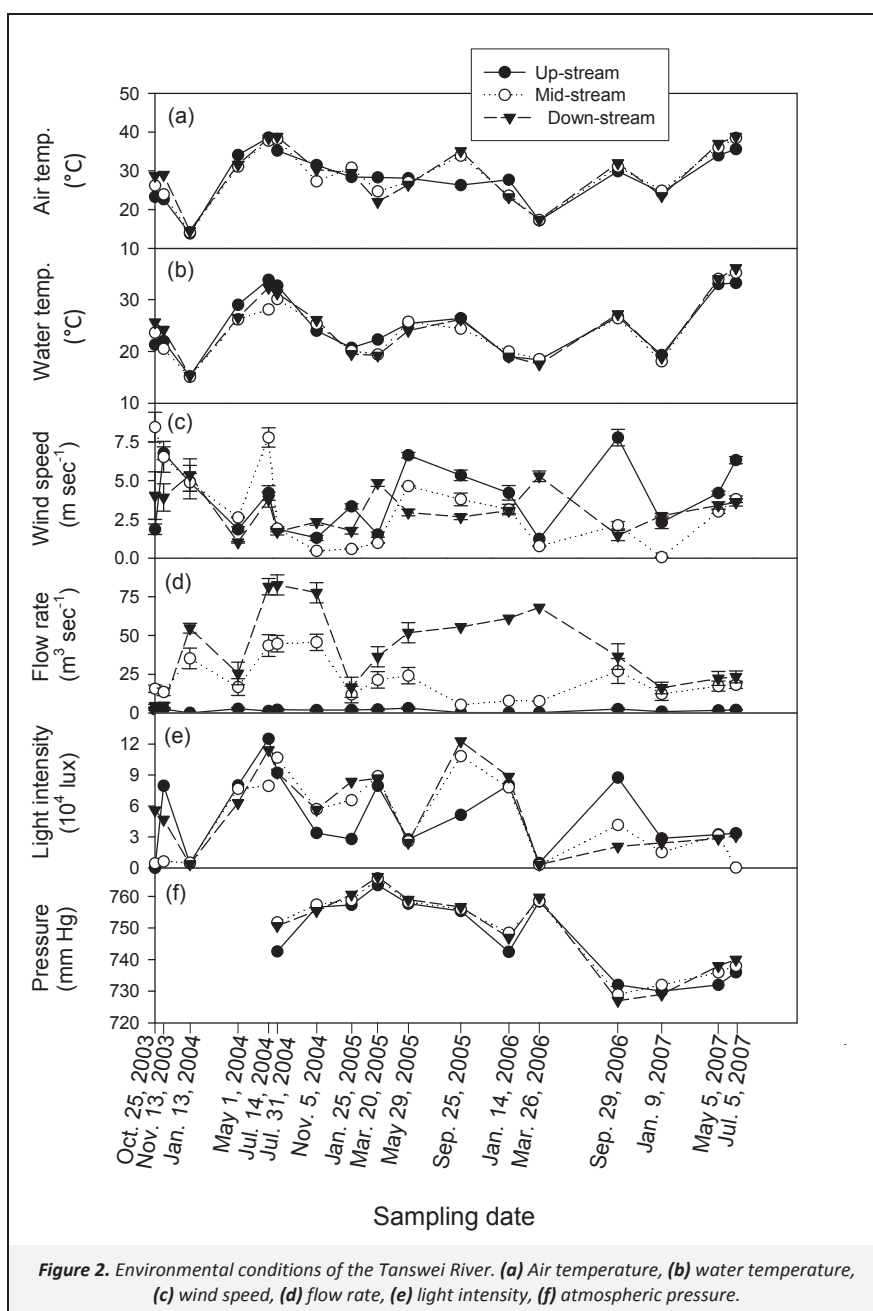 Up-stream
Mid-stream
Down-stream
(a)
Air temp.
(°C)
50
40
30
20
10
(b)
Water temp.
(°C)
30
20
10
(c)
Wind speed
(m sec⁻¹)
7.5
5.0
2.5
0.0
(d)
Flow rate
(m³ sec⁻¹)
75
50
25
0
(e)
Light intensity
(10⁴ lux)
12
9
6
3
0
(f)
Pressure
(mm Hg)
760
750
740
730
720
Oct. 25, 2003
Nov. 13, 2003
Jan. 13, 2004
May 1, 2004
Jul. 14, 2004
Jul. 31, 2004
Nov. 5, 2004
Jan. 25, 2005
Mar. 20, 2005
May 29, 2005
Sep. 25, 2005
Jan. 14, 2006
Mar. 26, 2006
Sep. 29, 2006
Jan. 9, 2007
May 5, 2007
Jul. 5, 2007
Sampling date
Figure 2. Environmental conditions of the Tanswei River. (a) Air temperature, (b) water temperature,
(c) wind speed, (d) flow rate, (e) light intensity, (f) atmospheric pressure.